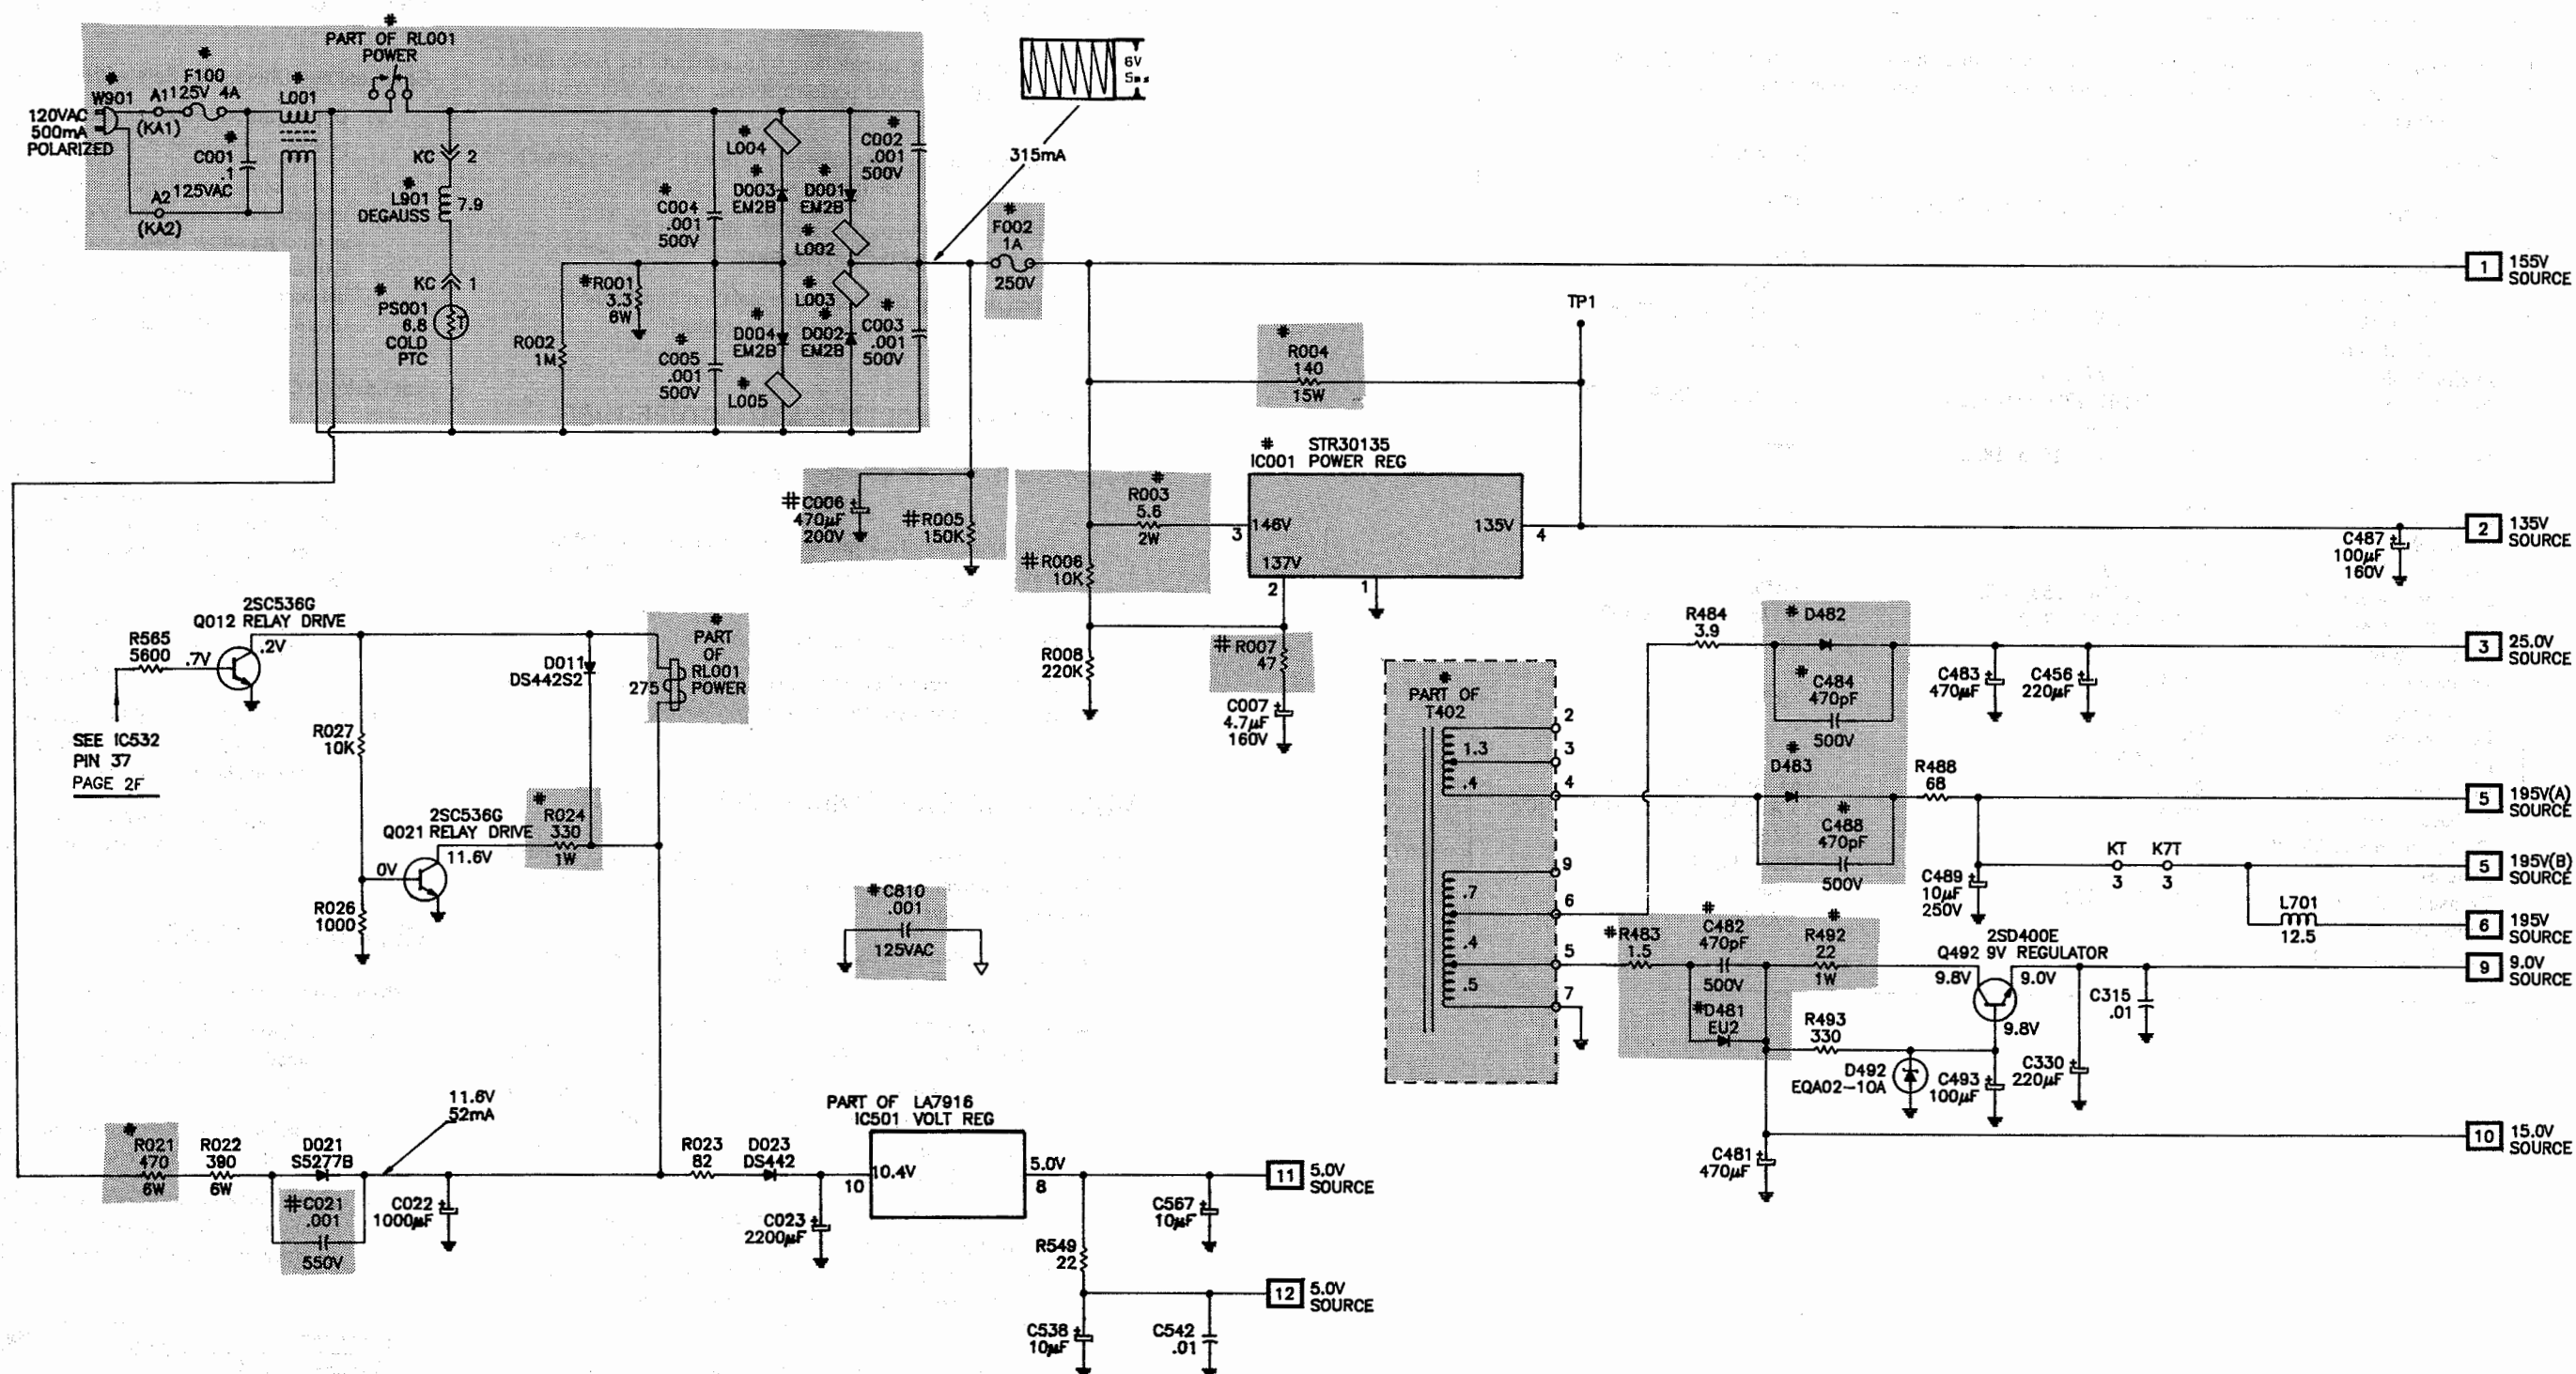 *
PART OF RL001
POWER
*
W901
120VAC
500mA
POLARIZED
A1
(KA1)
*
F100
125V 4A
*
L001
*
C001
.1
125VAC
A2
(KA2)
KC 2
*
L901
DEGAUSS
7.9
KC 1
*
PS001
6.8
COLD
PTC
R002
1M
*R001
3.3
6W
*
C004
.001
500V
*
C005
.001
500V
*
L004
*
D003
EM2B
*
D001
EM2B
*
C002
.001
500V
*
L002
*
L003
*
D004
EM2B
*
D002
EM2B
*
C003
.001
500V
*
L005
6V
5ms
315mA
*
F002
1A
250V
1
155V
SOURCE
TP1
*
R004
140
15W
*
STR30135
IC001 POWER REG
146V
3
135V
4
137V
2
1
#C006
470µF
200V
#R005
150K
*
R003
5.6
2W
#R006
10K
R008
220K
#R007
47
C007
4.7µF
160V
C487
100µF
160V
2
135V
SOURCE
2SC536G
Q012 RELAY DRIVE
R565
5600
.7V
.2V
SEE IC532
PIN 37
PAGE 2F
R027
10K
D011
DS442S2
*
PART
OF
RL001
POWER
275
2SC536G
Q021 RELAY DRIVE
0V
11.6V
*
R024
330
1W
R026
1000
*C810
.001
125VAC
*
PART OF
T402
2
3
4
9
6
5
7
1.3
.4
.7
.4
.5
R484
3.9
* D482
*
C484
470pF
500V
C483
470µF
C456
220µF
3
25.0V
SOURCE
*
D483
*
C488
470pF
500V
R488
68
5
195V(A)
SOURCE
C489
10µF
250V
KT
3
K7T
3
5
195V(B)
SOURCE
L701
12.5
6
195V
SOURCE
*R483
1.5
*
C482
470pF
500V
*
R492
22
1W
*D481
EU2
2SD400E
Q492 9V REGULATOR
9.8V
9.0V
9.8V
R493
330
D492
EQA02-10A
C493
100µF
C330
220µF
C315
.01
9
9.0V
SOURCE
C481
470µF
10
15.0V
SOURCE
*
R021
470
6W
R022
390
6W
D021
S5277B
#C021
.001
550V
11.6V
52mA
C022
1000µF
R023
82
D023
DS442
C023
2200µF
PART OF LA7916
IC501 VOLT REG
10.4V
10
5.0V
8
C567
10µF
11
5.0V
SOURCE
R549
22
12
5.0V
SOURCE
C538
10µF
C542
.01